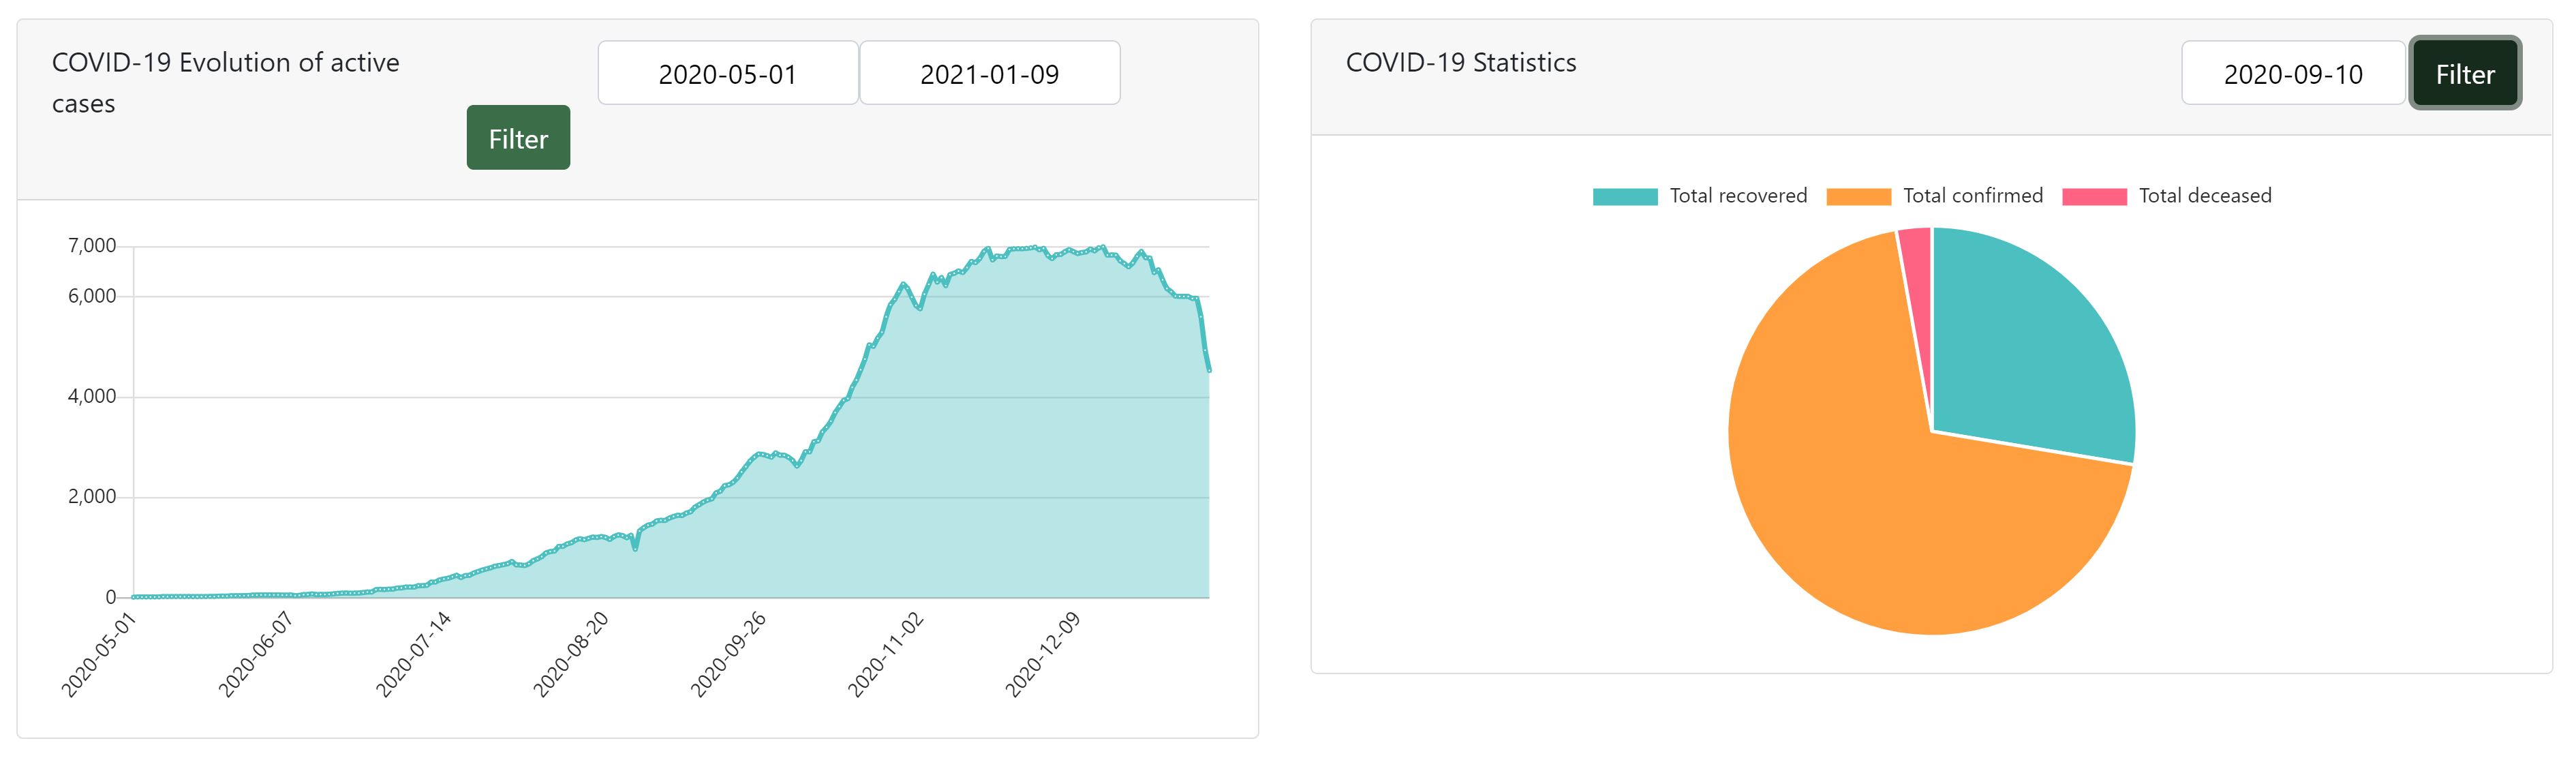 COVID-19 Evolution of active
cases
2020-05-01
2021-01-09
Filter
7,000
6,000
4,000
2,000
0
2020-05-01
2020-06-07
2020-07-14
2020-08-20
2020-09-26
2020-11-02
2020-12-09
COVID-19 Statistics
2020-09-10
Filter
Total recovered
Total confirmed
Total deceased